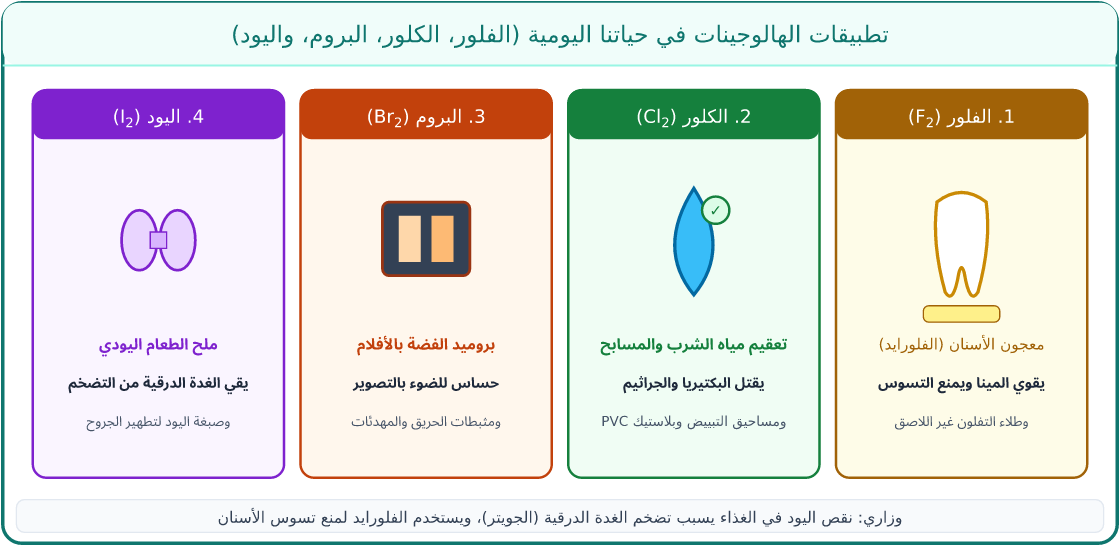 تطبيقات الهالوجينات في حياتنا اليومية (الفلور، الكلور، البروم، واليود)
1. الفلور (F₂)
معجون الأسنان (الفلورايد)
يقوي المينا ويمنع التسوس
وطلاء التفلون غير اللاصق
2. الكلور (Cl₂)
✓
تعقيم مياه الشرب والمسابح
يقتل البكتيريا والجراثيم
ومساحيق التبييض وبلاستيك PVC
3. البروم (Br₂)
بروميد الفضة بالأفلام
حساس للضوء بالتصوير
ومثبطات الحريق والمهدئات
4. اليود (I₂)
ملح الطعام اليودي
يقي الغدة الدرقية من التضخم
وصبغة اليود لتطهير الجروح
وزاري: نقص اليود في الغذاء يسبب تضخم الغدة الدرقية (الجويتر)، ويستخدم الفلورايد لمنع تسوس الأسنان